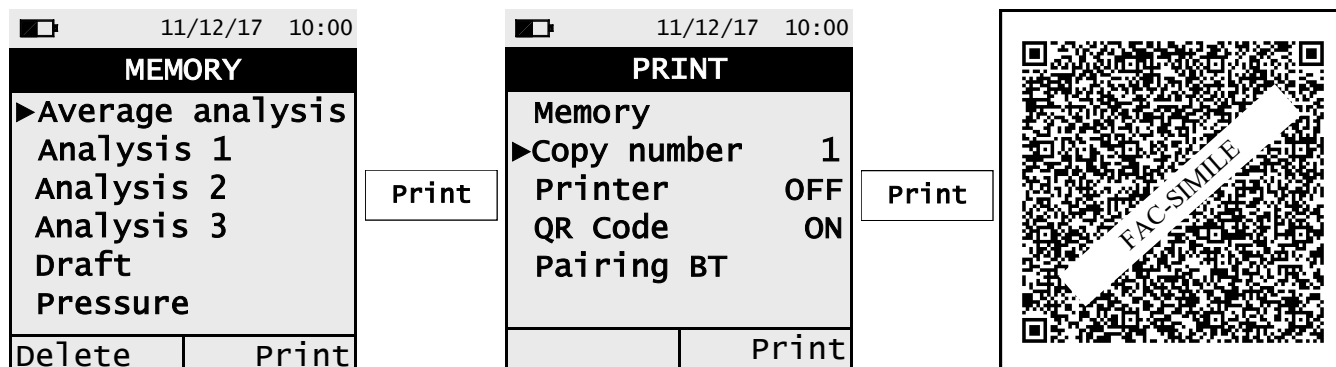 11/12/17 10:00
MEMORY
▶Average analysis
Analysis 1
Analysis 2
Analysis 3
Draft
Pressure
Delete Print
Print
11/12/17 10:00
PRINT
Memory
▶Copy number 1
Printer OFF
QR Code ON
Pairing BT
Print
Print
FAC-SIMILE